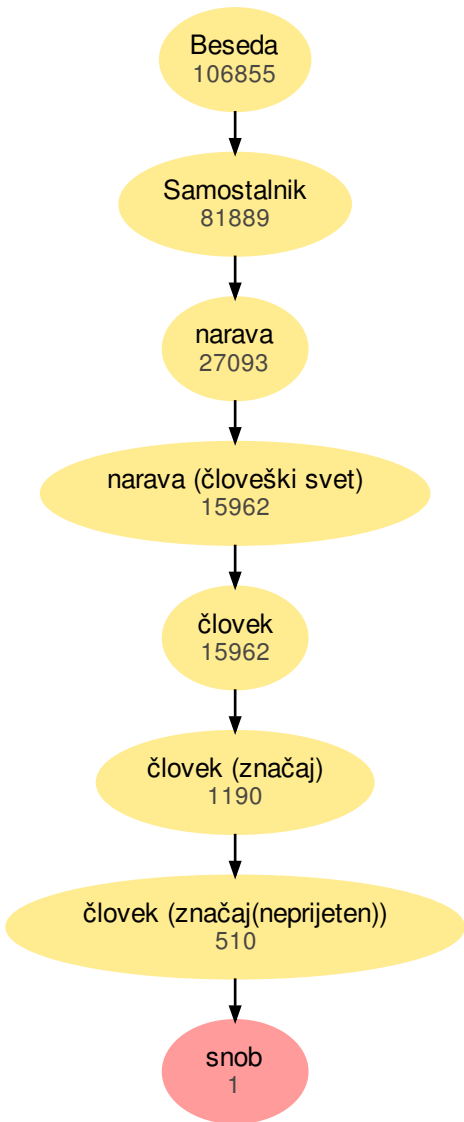 Beseda
106855
Samostalnik
81889
narava
27093
narava (človeški svet)
15962
človek
15962
človek (značaj)
1190
človek (značaj(neprijeten))
510
snob
1